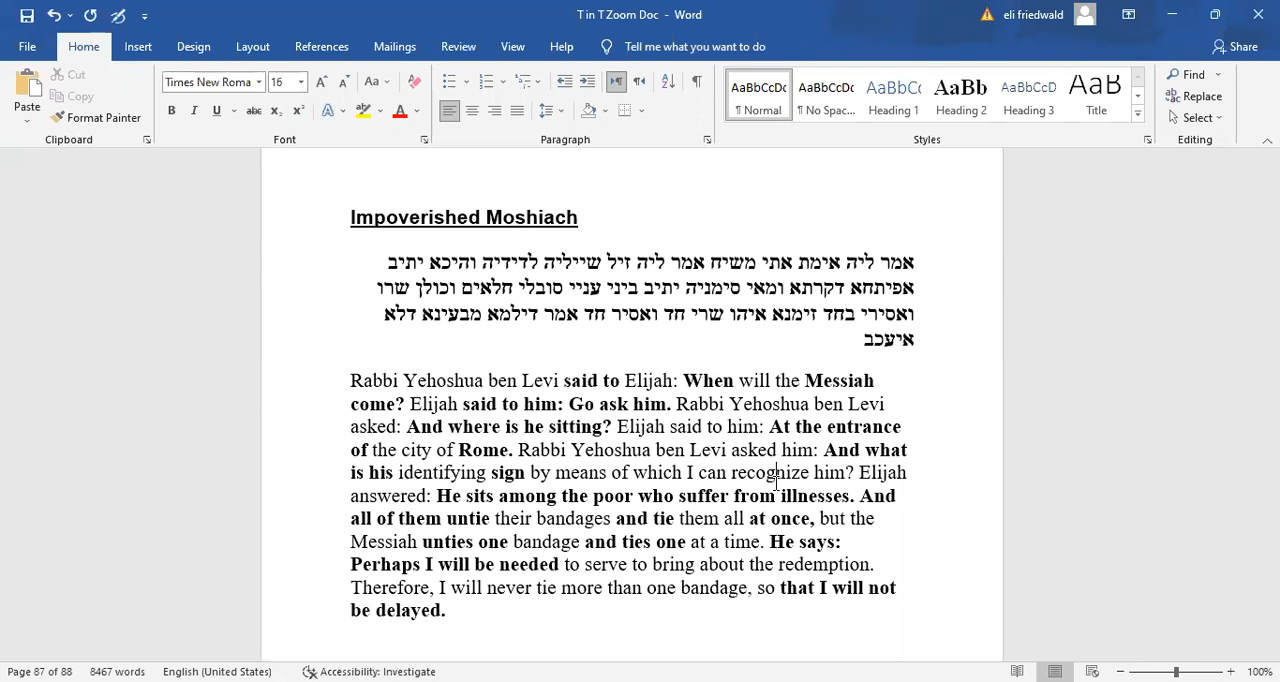 T in T Zoom Doc - Word
eli friedwald
File Home Insert Design Layout References Mailings Review View Help Tell me what you want to do Share
Paste Cut Copy Format Painter
Times New Roma 16
Aa
B I U abc x₂ x² A A
AaBbCcDc AaBbCcDc AaBbCc AaBb AaBbCcD AaB
¶ Normal ¶ No Spac... Heading 1 Heading 2 Heading 3 Title
Find Replace Select
Clipboard Font Paragraph Styles Editing
Impoverished Moshiach
אמר ליה אימת אתי משיח אמר ליה זיל שייליה לדידיה והיכא יתיב
אפיתחא דקרתא ומאי סימניה יתיב ביני עניי סובלי חלאים וכולן שרו
ואסירי בחד זימנא איהו שרי חד ואסיר חד אמר דילמא מבעינא דלא
איעכב
Rabbi Yehoshua ben Levi said to Elijah: When will the Messiah
come? Elijah said to him: Go ask him. Rabbi Yehoshua ben Levi
asked: And where is he sitting? Elijah said to him: At the entrance
of the city of Rome. Rabbi Yehoshua ben Levi asked him: And what
is his identifying sign by means of which I can recognize him? Elijah
answered: He sits among the poor who suffer from illnesses. And
all of them untie their bandages and tie them all at once, but the
Messiah unties one bandage and ties one at a time. He says:
Perhaps I will be needed to serve to bring about the redemption.
Therefore, I will never tie more than one bandage, so that I will not
be delayed.
Page 87 of 88 8467 words English (United States) Accessibility: Investigate 100%